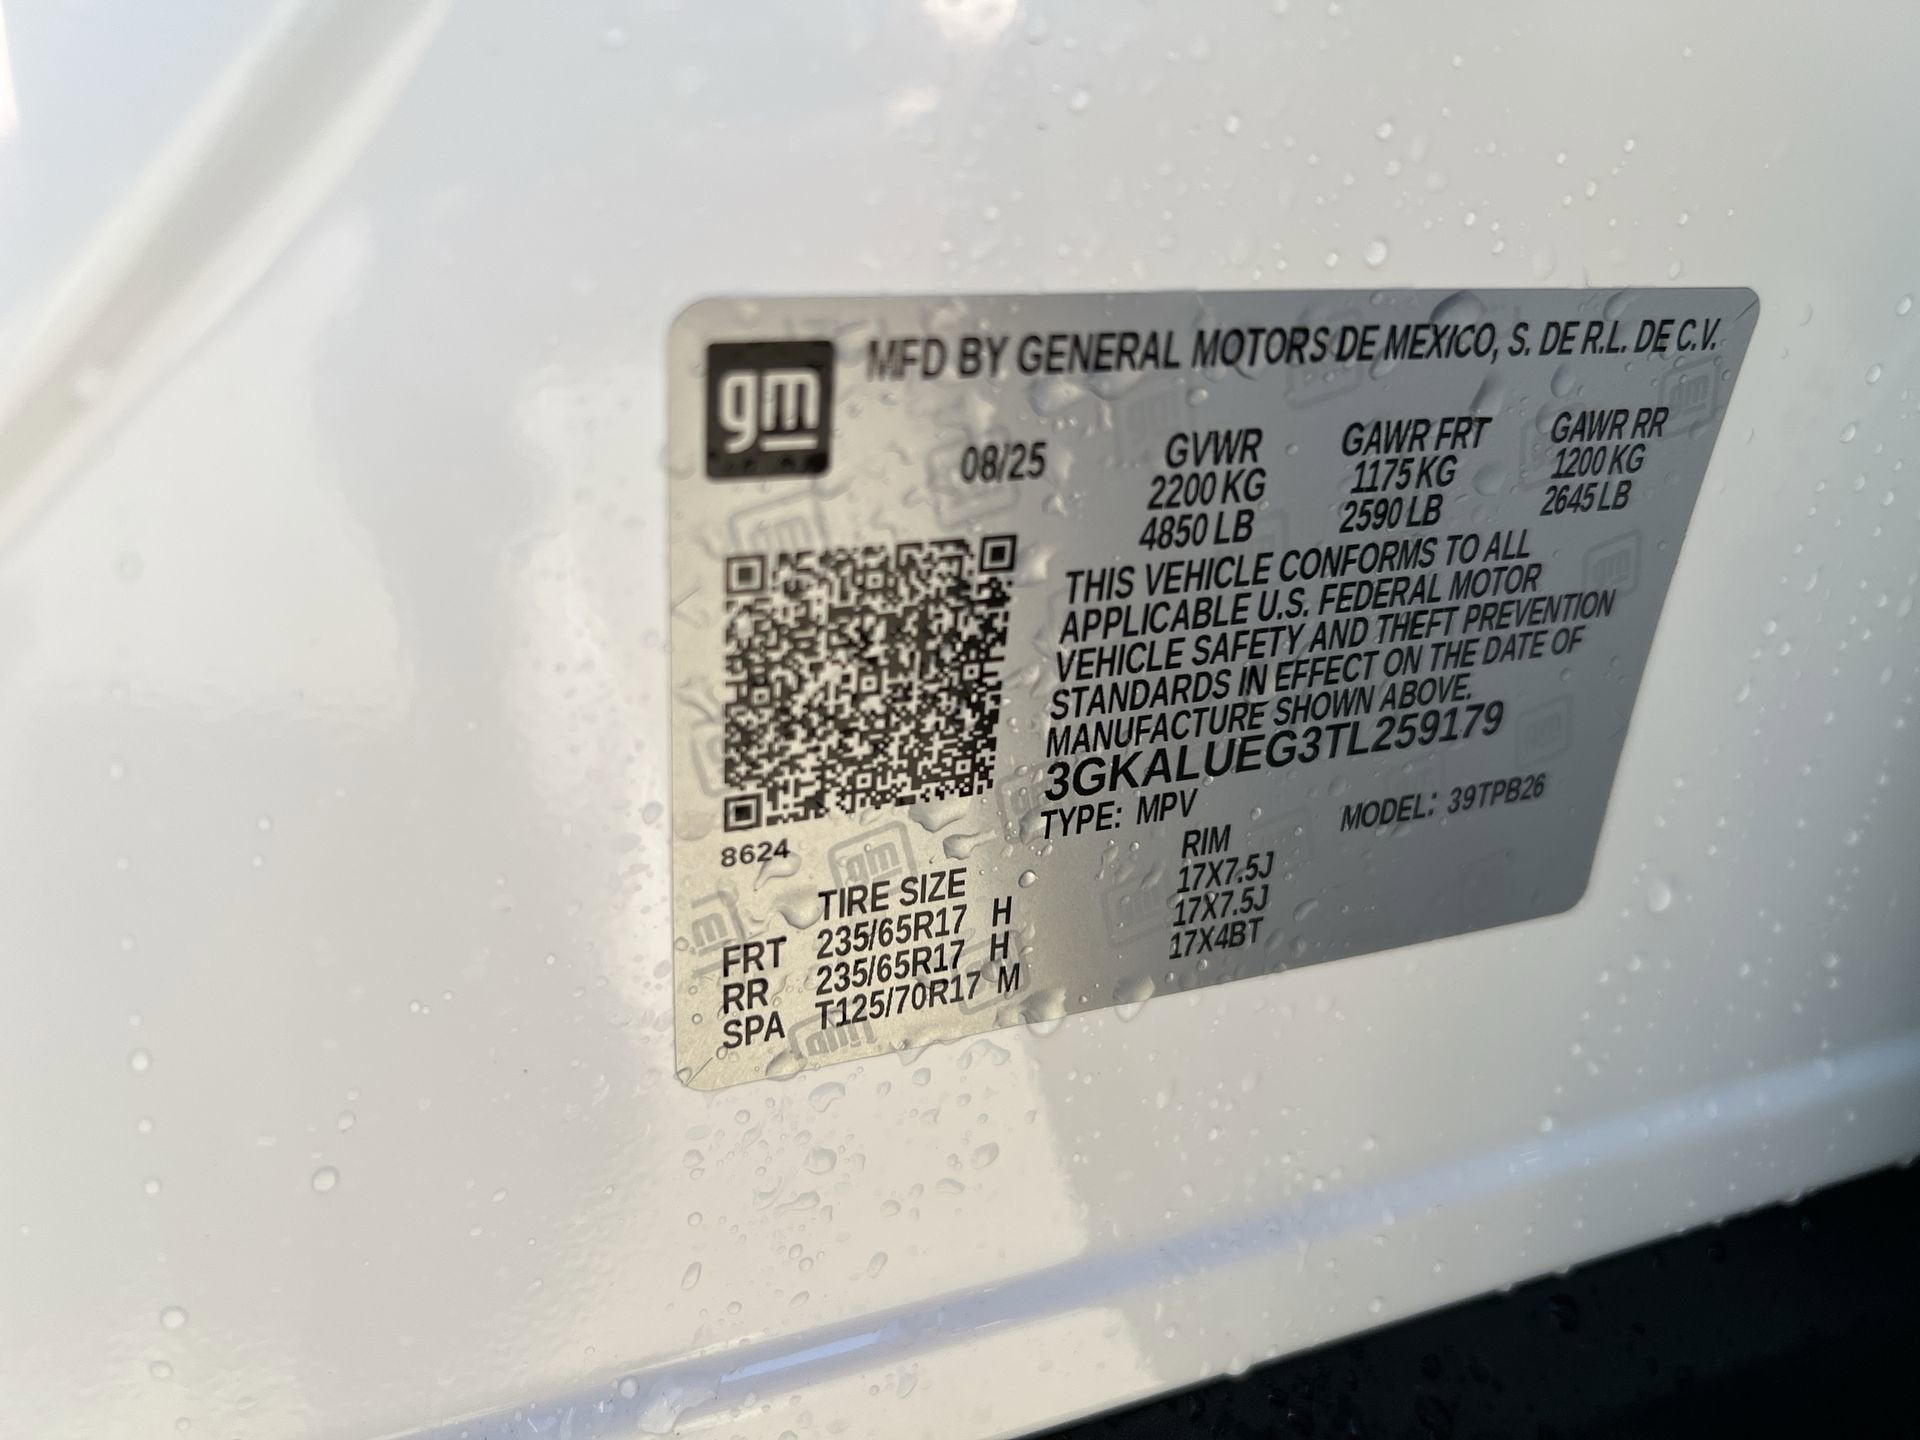 gm
MFD BY GENERAL MOTORS DE MEXICO, S. DE R.L. DE C.V.
08/25 GVWR GAWR FRT GAWR RR
2200 KG 1175 KG 1200 KG
4850 LB 2590 LB 2645 LB
THIS VEHICLE CONFORMS TO ALL
APPLICABLE U.S. FEDERAL MOTOR
VEHICLE SAFETY AND THEFT PREVENTION
STANDARDS IN EFFECT ON THE DATE OF
MANUFACTURE SHOWN ABOVE.
3GKALUEG3TL259179
TYPE: MPV MODEL: 39TPB26
8624
TIRE SIZE RIM
FRT 235/65R17 H 17X7.5J
RR 235/65R17 H 17X7.5J
SPA T125/70R17 M 17X4BT